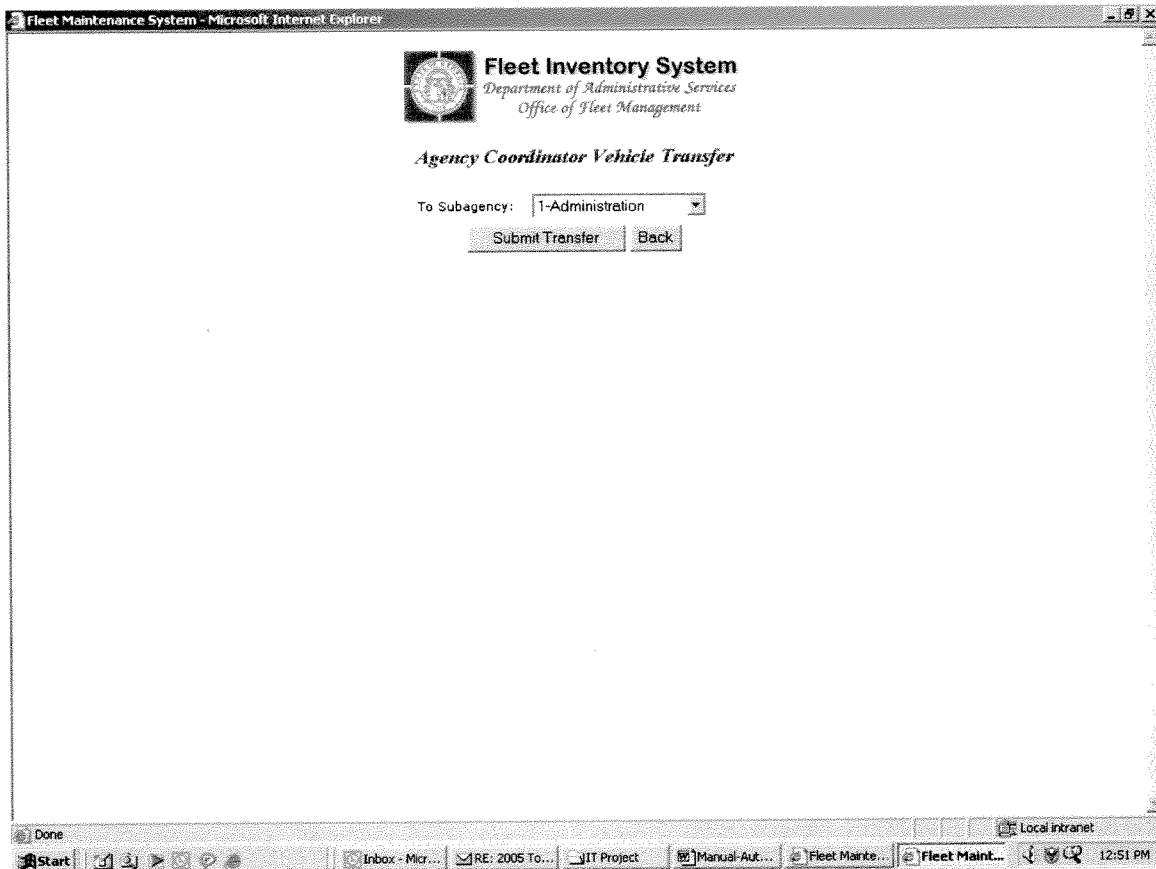 Fleet Maintenance System - Microsoft Internet Explorer
Fleet Inventory System
Department of Administrative Services
Office of Fleet Management
Agency Coordinator Vehicle Transfer
To Subagency: 1-Administration
Submit Transfer Back
Done Local intranet
Start Inbox - Micr... RE: 2005 To... IT Project Manual-Aut... Fleet Mainte... Fleet Maint... 12:51 PM